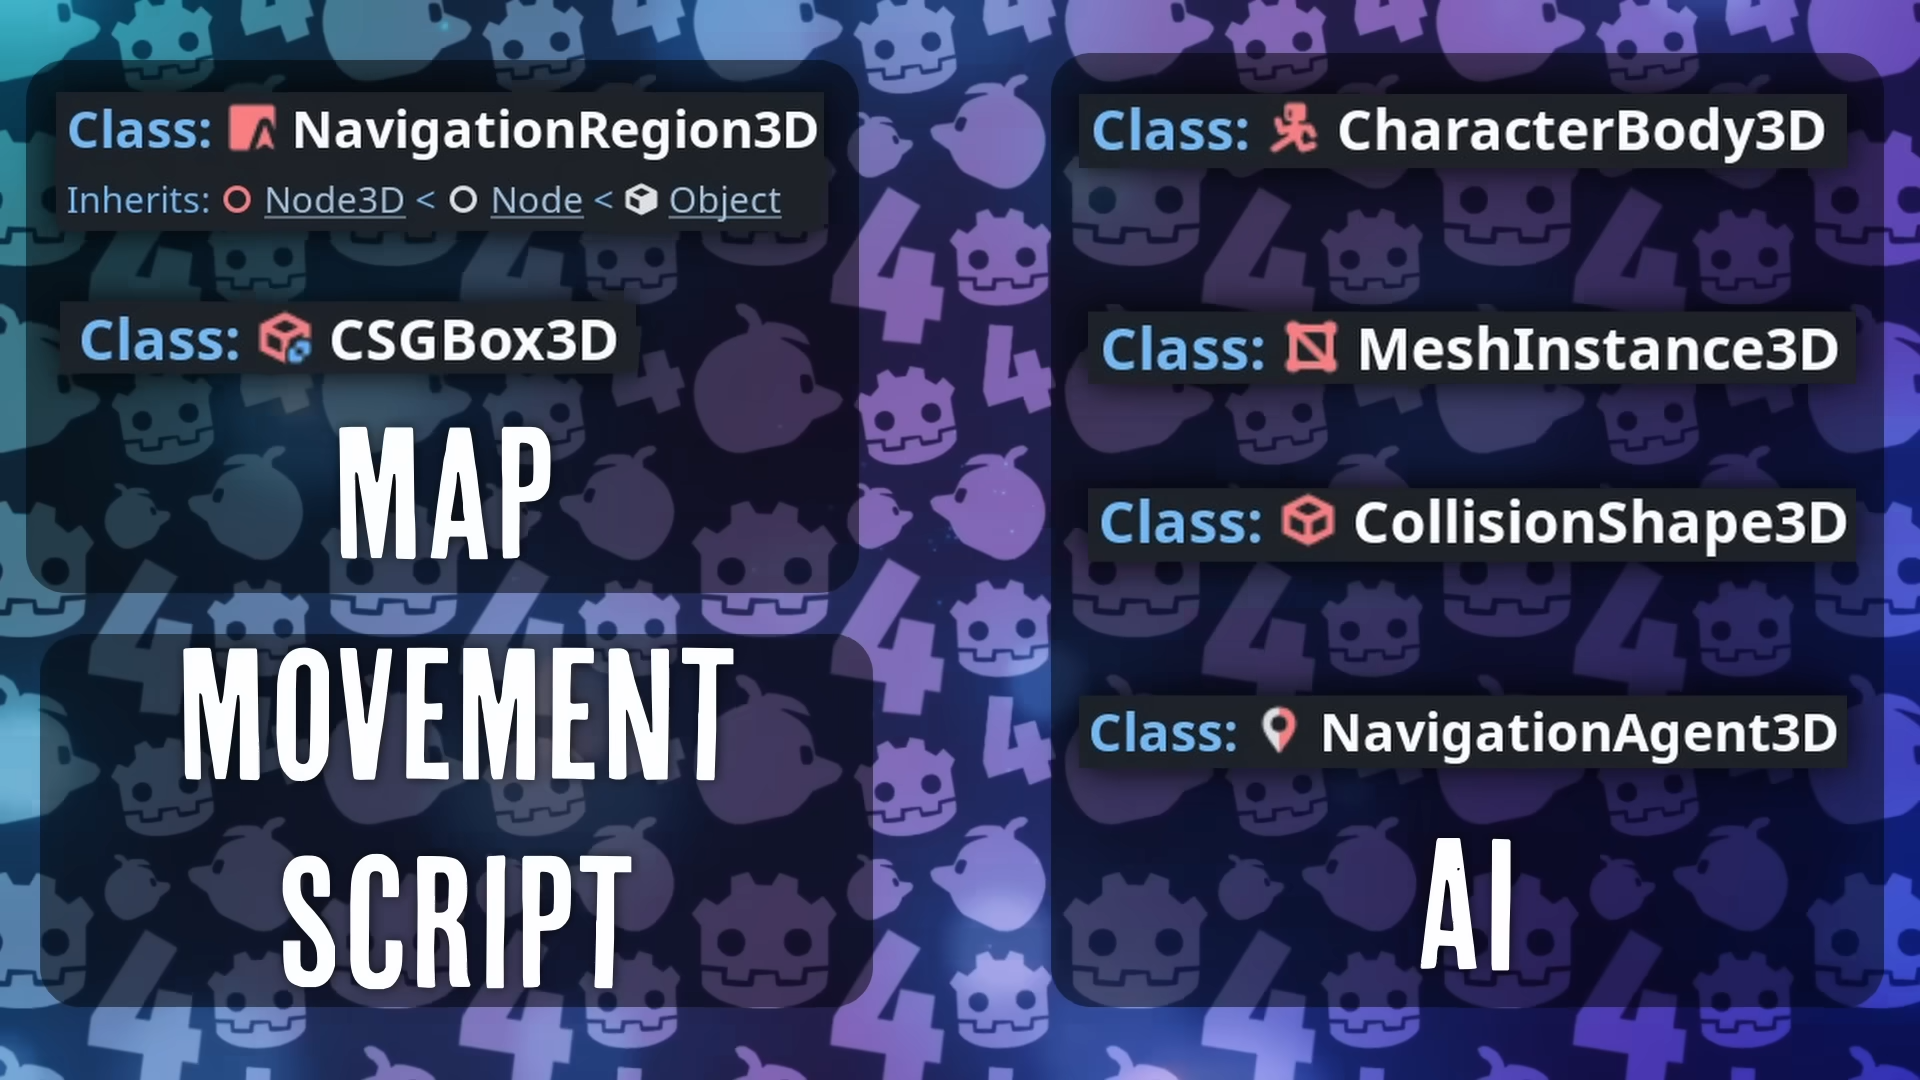 Class: NavigationRegion3D
Inherits: Node3D < Node < Object
Class: CSGBox3D
MAP
MOVEMENT
SCRIPT
Class: CharacterBody3D
Class: MeshInstance3D
Class: CollisionShape3D
Class: NavigationAgent3D
AI